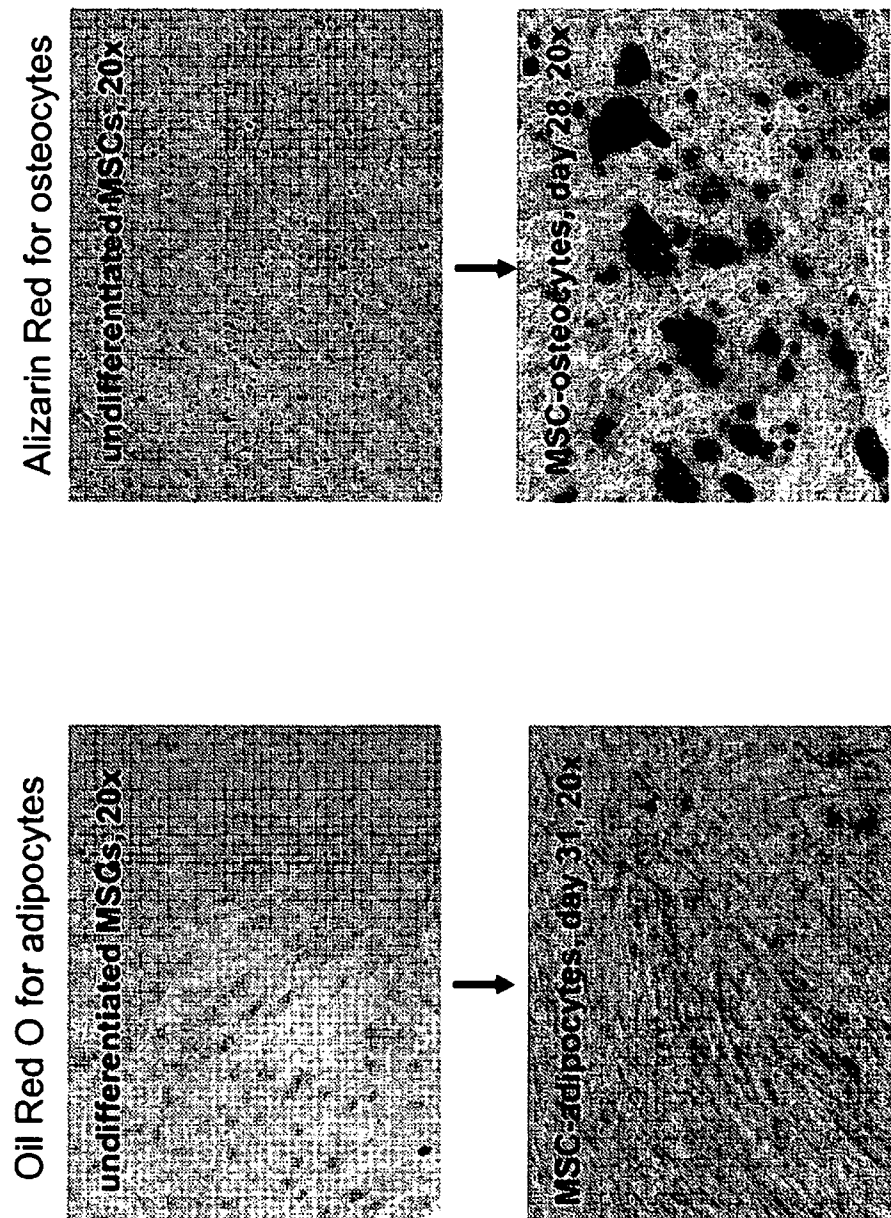 Oil Red O for adipocytes
undifferentiated MSCs, 20x
MSC-adipocytes, day 31, 20x
Alizarin Red for osteocytes
undifferentiated MSCs, 20x
MSC-osteocytes, day 28, 20x